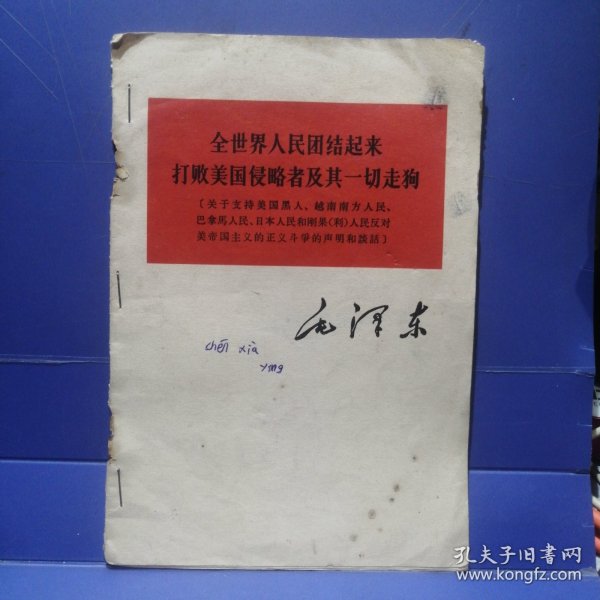 全世界人民团结起来
打败美国侵略者及其一切走狗
〔关于支持美国黑人、越南南方人民、
巴拿馬人民、日本人民和刚果(利)人民反对
美帝国主义的正义斗爭的声明和談話〕
毛泽东
chén xià
ying
孔夫子旧书网
www.kongfz.com